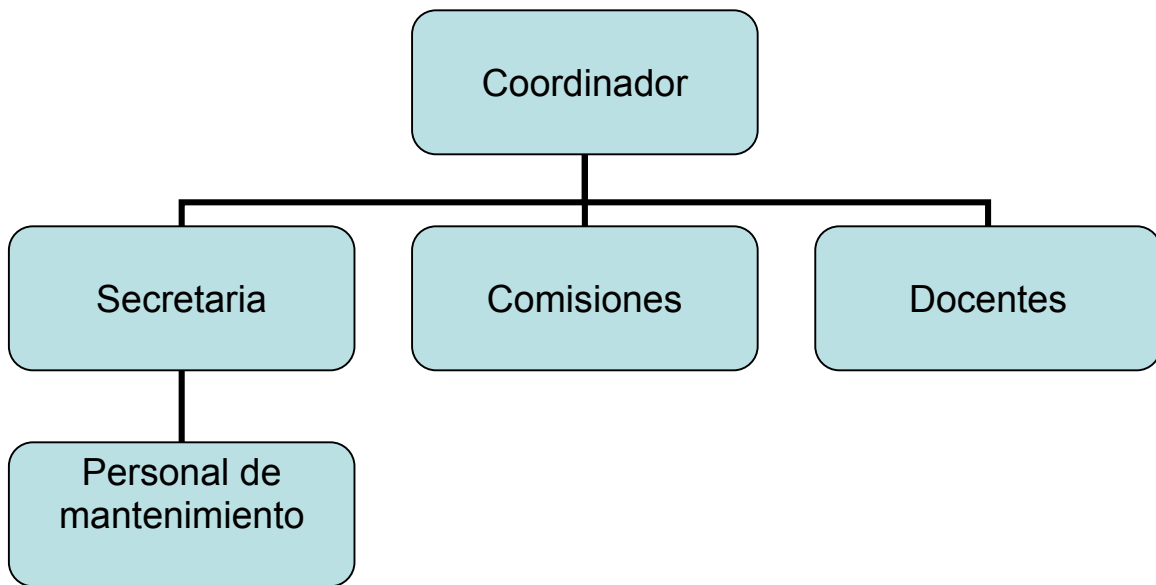 Coordinador
Secretaria
Comisiones
Docentes
Personal de
mantenimiento